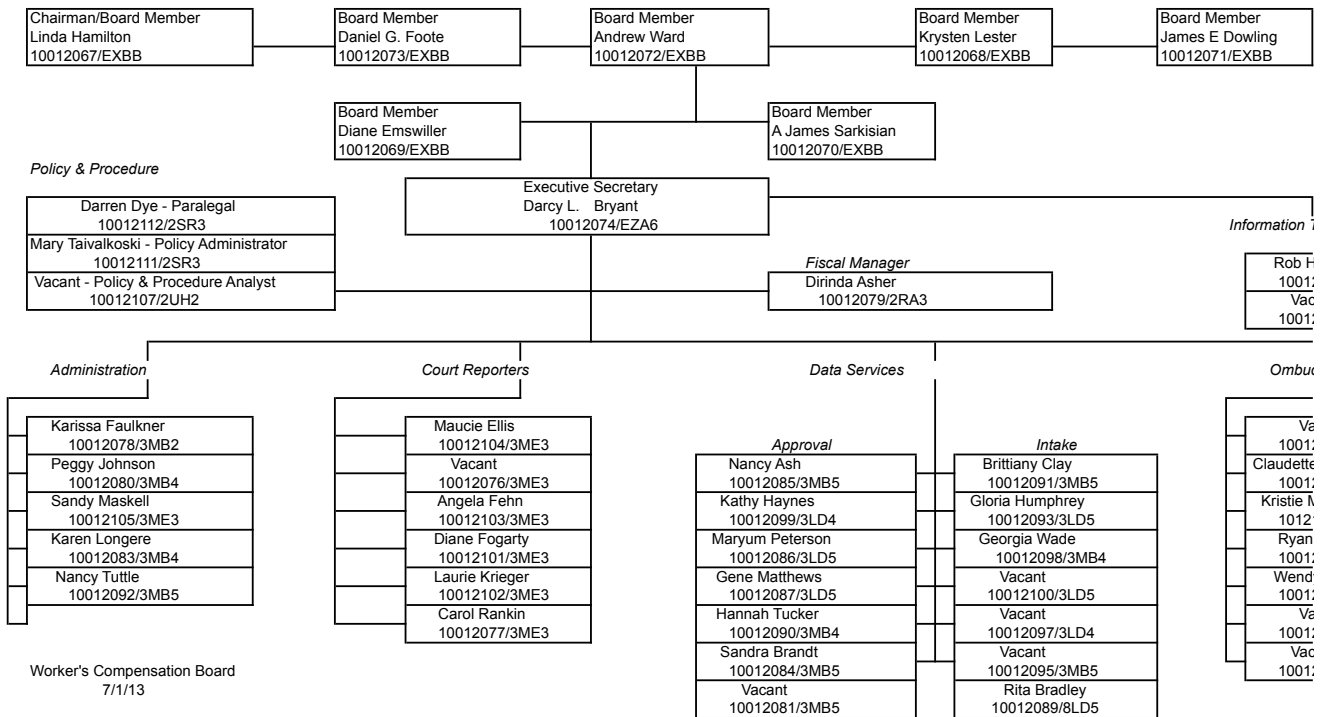 Chairman/Board Member
Linda Hamilton
10012067/EXBB
Board Member
Daniel G. Foote
10012073/EXBB
Board Member
Andrew Ward
10012072/EXBB
Board Member
Krysten Lester
10012068/EXBB
Board Member
James E Dowling
10012071/EXBB
Board Member
Diane Emswiller
10012069/EXBB
Board Member
A James Sarkisian
10012070/EXBB
Policy & Procedure
Darren Dye - Paralegal
10012112/2SR3
Mary Taivalkoski - Policy Administrator
10012111/2SR3
Vacant - Policy & Procedure Analyst
10012107/2UH2
Executive Secretary
Darcy L. Bryant
10012074/EZA6
Fiscal Manager
Dirinda Asher
10012079/2RA3
Information
Rob
Administration
Karissa Faulkner
10012078/3MB2
Peggy Johnson
10012080/3MB4
Sandy Maskell
10012105/3ME3
Karen Longere
10012083/3MB4
Nancy Tuttle
10012092/3MB5
Court Reporters
Maucie Ellis
10012104/3ME3
Vacant
10012076/3ME3
Angela Fehn
10012103/3ME3
Diane Fogarty
10012101/3ME3
Laurie Krieger
10012102/3ME3
Carol Rankin
10012077/3ME3
Data Services
Approval
Nancy Ash
10012085/3MB5
Kathy Haynes
10012099/3LD4
Maryum Peterson
10012086/3LD5
Gene Matthews
10012087/3LD5
Hannah Tucker
10012090/3MB4
Sandra Brandt
10012084/3MB5
Vacant
10012081/3MB5
Intake
Brittiany Clay
10012091/3MB5
Gloria Humphrey
10012093/3LD5
Georgia Wade
10012098/3MB4
Vacant
10012100/3LD5
Vacant
10012097/3LD4
Vacant
10012095/3MB5
Rita Bradley
10012089/8LD5
Claudette
Kristie
Ryan
Worker's Compensation Board
7/1/13